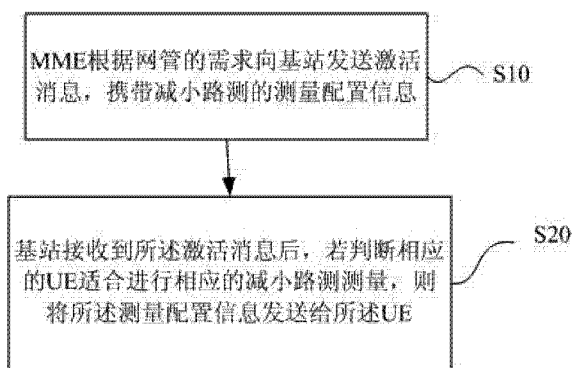 MME根据网管的需求向基站发送激活
消息，携带减小路测的测量配置信息
S10
基站接收到所述激活消息后，若判断相应
的UE适合进行相应的减小路测测量，则
将所述测量配置信息发送给所述UE
S20